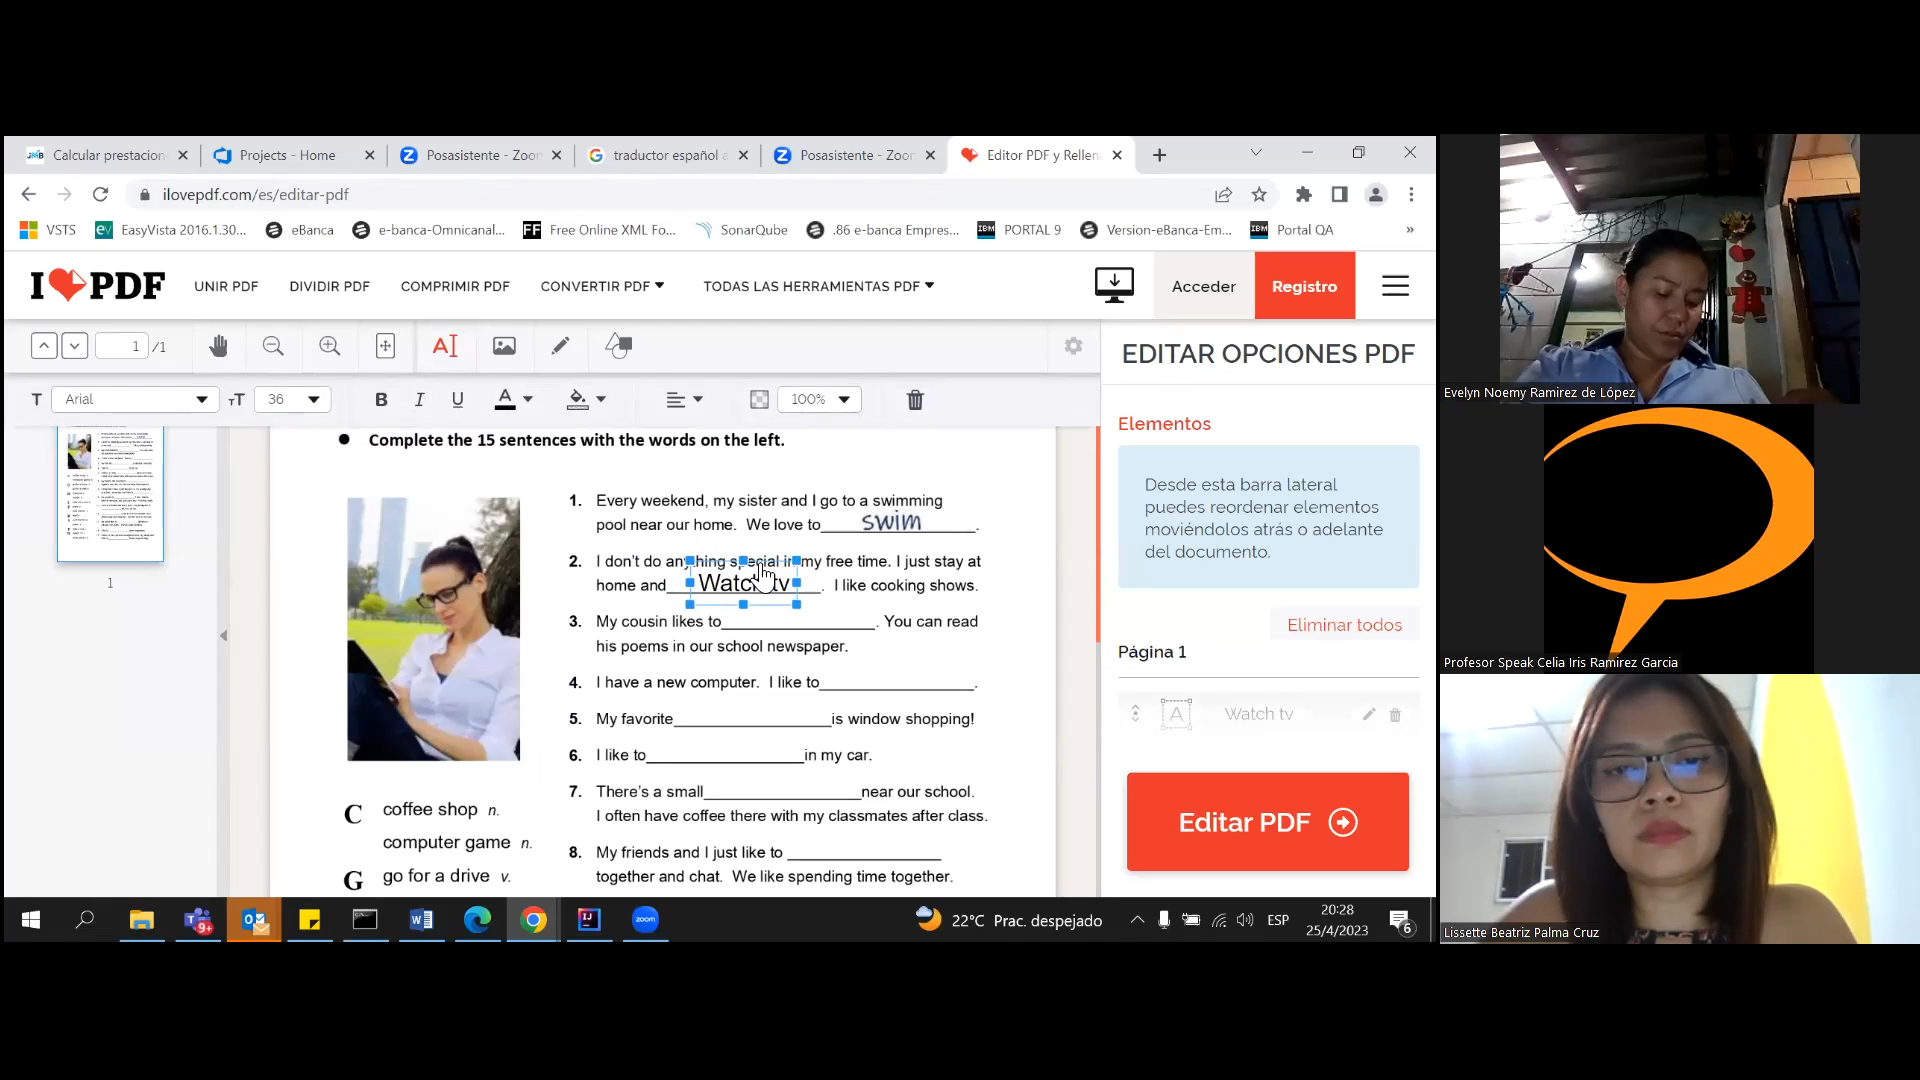 Calcular prestacion
Projects - Home
Posasistente - Zoon
traductor español a
Posasistente - Zoon
Editor PDF y Rellen
ilovepdf.com/es/editar-pdf
VSTS
EasyVista 2016.1.30...
eBanca
e-banca-Omnicanal...
FF
Free Online XML Fo...
SonarQube
.86 e-banca Empres...
PORTAL 9
Version-eBanca-Em...
Portal QA
»
I PDF
UNIR PDF
DIVIDIR PDF
COMPRIMIR PDF
CONVERTIR PDF
TODAS LAS HERRAMIENTAS PDF
Acceder
Registro
1 /1
EDITAR OPCIONES PDF
Arial
36
B I U A
100%
Elementos
Desde esta barra lateral
puedes reordenar elementos
moviéndolos atrás o adelante
del documento.
Eliminar todos
Página 1
Watch tv
Editar PDF
1
Complete the 15 sentences with the words on the left.
1. Every weekend, my sister and I go to a swimming
pool near our home. We love to swim.
2. I don't do anything special in my free time. I just stay at
home and Watch tv. I like cooking shows.
3. My cousin likes to_________________. You can read
his poems in our school newspaper.
4. I have a new computer. I like to_________________.
5. My favorite_________________is window shopping!
6. I like to_________________in my car.
7. There's a small_________________near our school.
I often have coffee there with my classmates after class.
8. My friends and I just like to _________________
together and chat. We like spending time together.
C coffee shop n.
computer game n.
G go for a drive v.
22°C Prac. despejado
ESP
20:28
25/4/2023
6
9+
zoom
Evelyn Noemy Ramirez de López
Profesor Speak Celia Iris Ramirez Garcia
Lissette Beatriz Palma Cruz